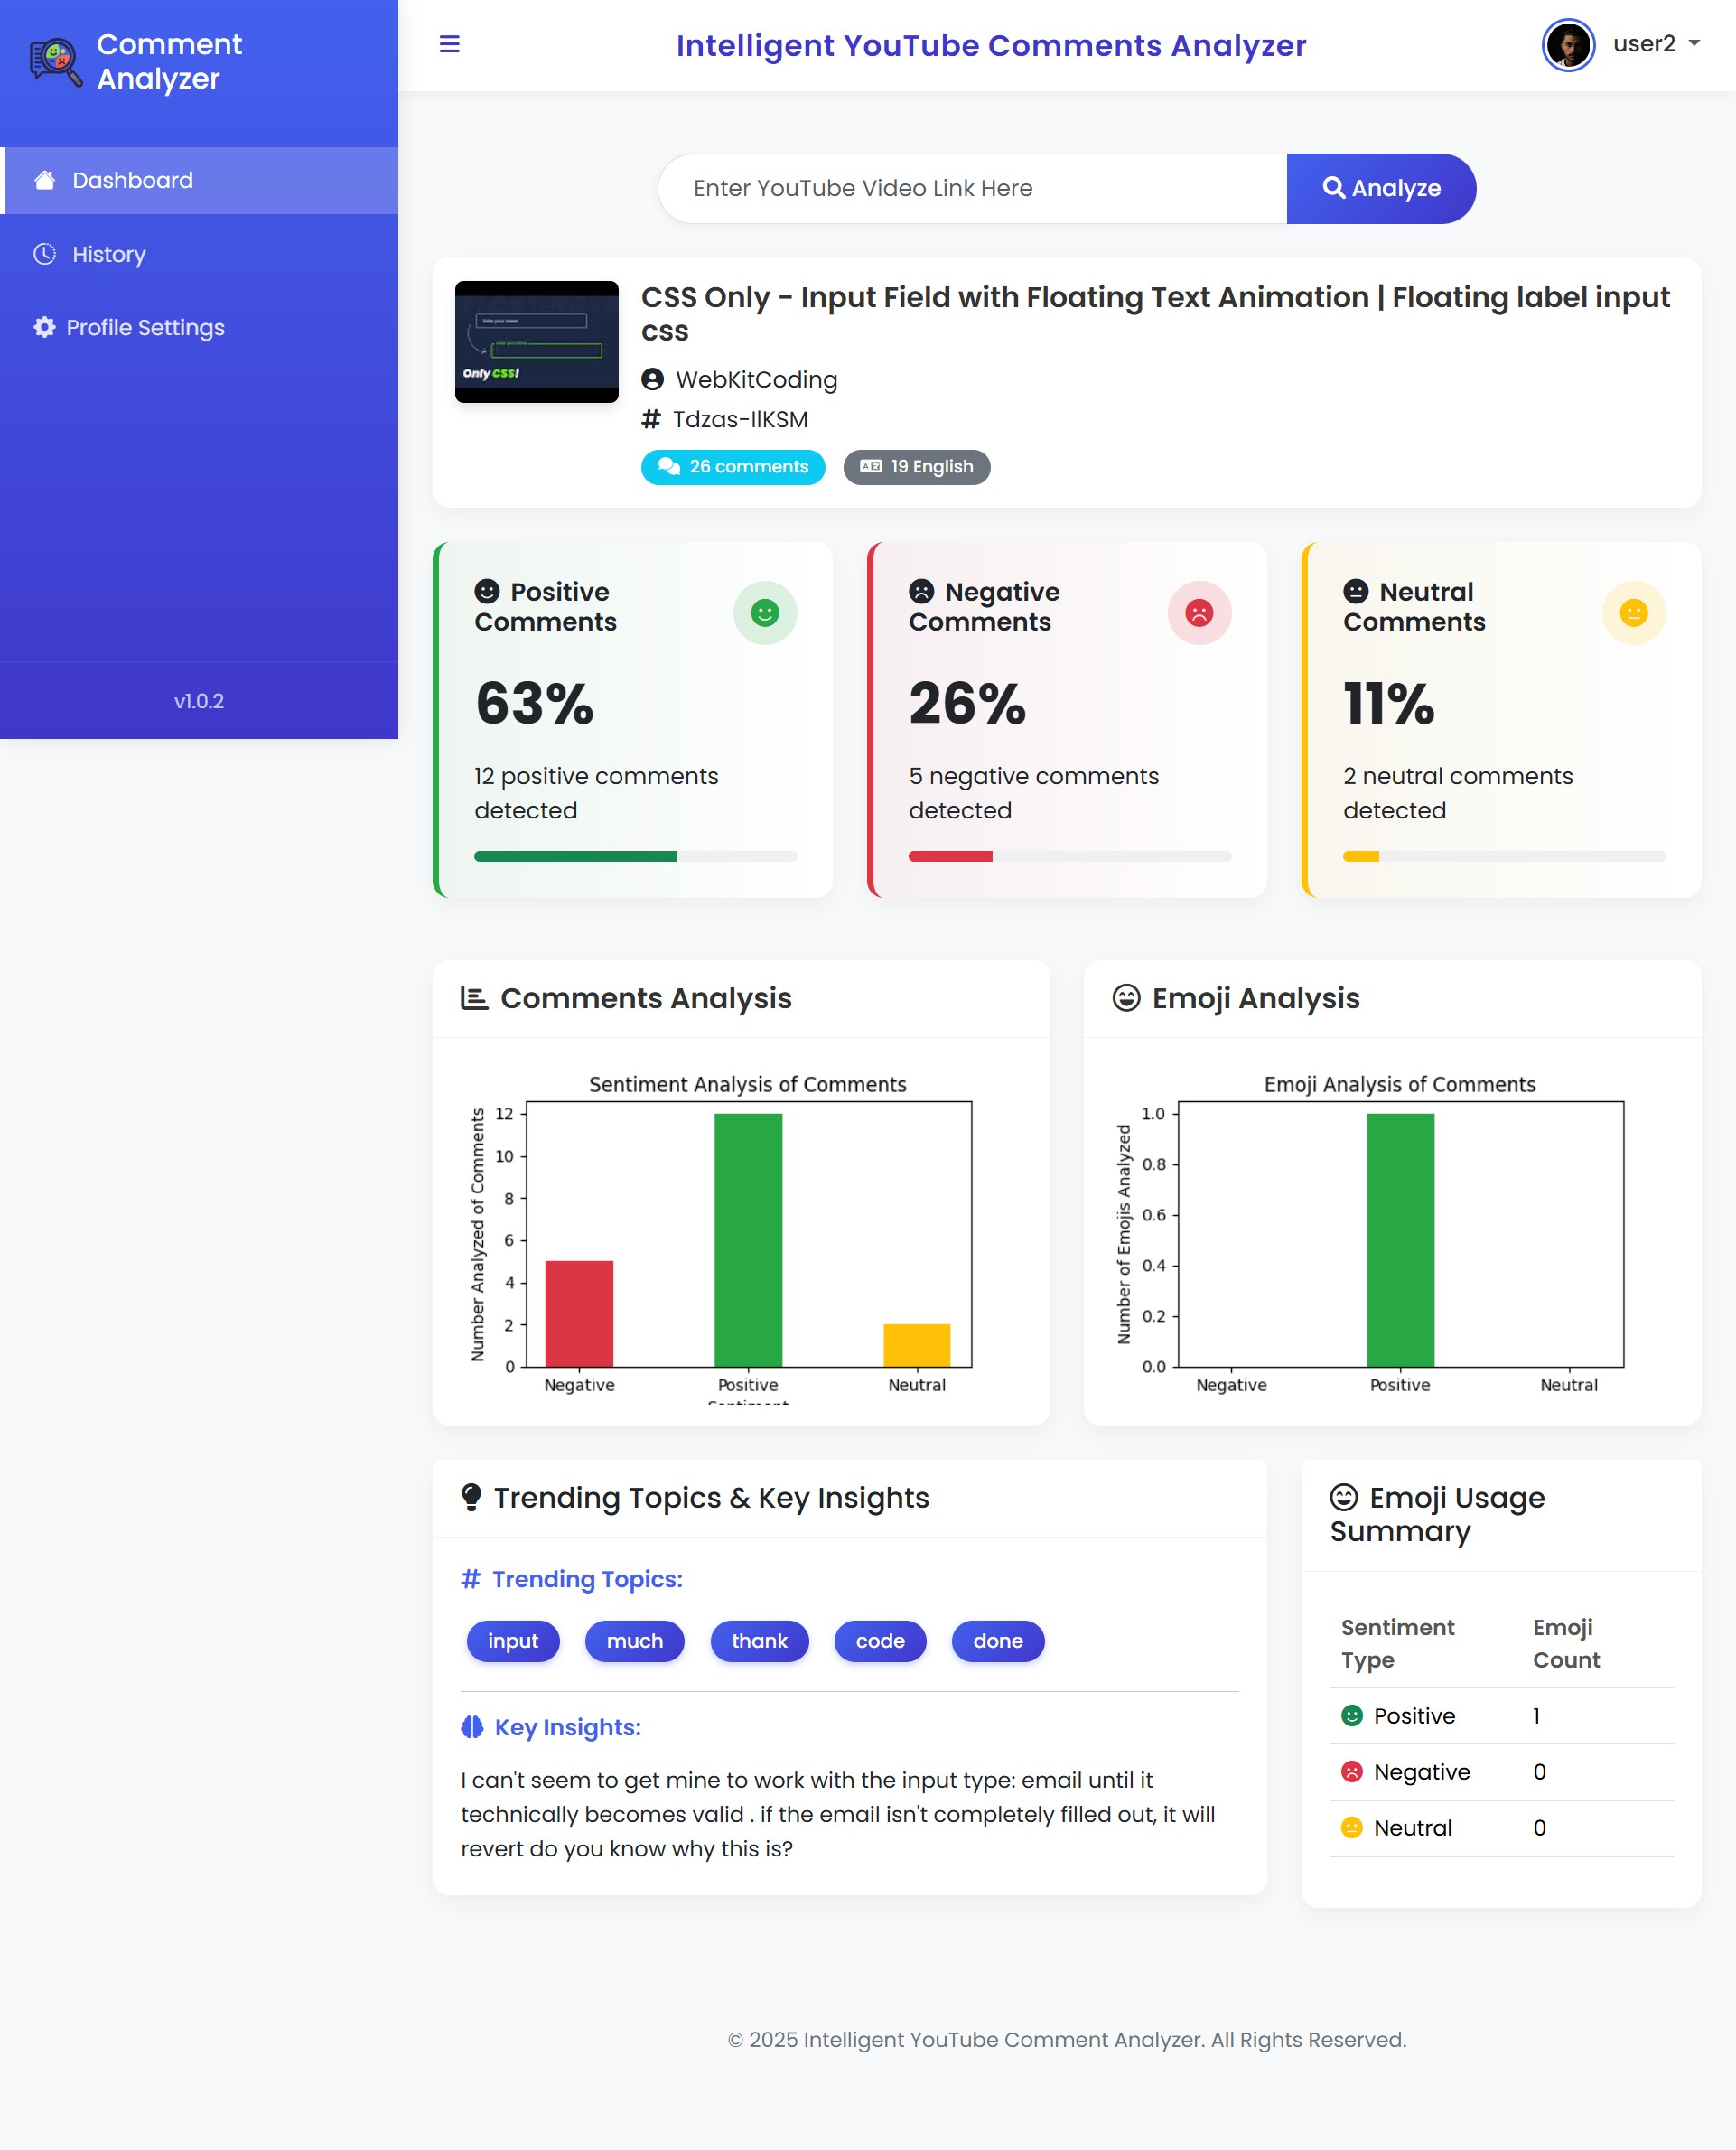 Comment
Analyzer
Intelligent YouTube Comments Analyzer
user2
Dashboard
History
Profile Settings
v1.0.2
Enter YouTube Video Link Here
Analyze
Enter your name
Only CSS!
CSS Only - Input Field with Floating Text Animation | Floating label input
css
WebKitCoding
Tdzas-IlKSM
26 comments
19 English
Positive
Comments
63%
12 positive comments
detected
Negative
Comments
26%
5 negative comments
detected
Neutral
Comments
11%
2 neutral comments
detected
Comments Analysis
Sentiment Analysis of Comments
Number Analyzed of Comments
12
10
8
6
4
2
0
Negative
Positive
Neutral
Emoji Analysis
Emoji Analysis of Comments
Number of Emojis Analyzed
1.0
0.8
0.6
0.4
0.2
0.0
Negative
Positive
Neutral
Trending Topics & Key Insights
# Trending Topics:
input
much
thank
code
done
Key Insights:
I can't seem to get mine to work with the input type: email until it
technically becomes valid . if the email isn't completely filled out, it will
revert do you know why this is?
Emoji Usage
Summary
Sentiment
Type
Emoji
Count
Positive 1
Negative 0
Neutral 0
© 2025 Intelligent YouTube Comment Analyzer. All Rights Reserved.